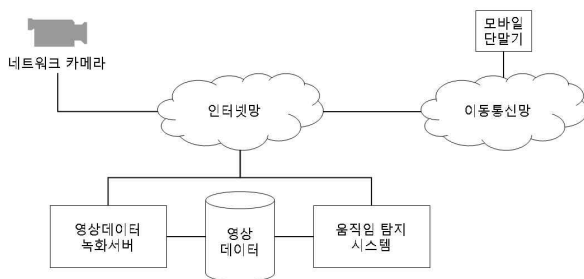 모바일
단말기
네트워크 카메라
인터넷망
이동통신망
영상데이터
녹화서버
영상
데이터
움직임 탐지
시스템